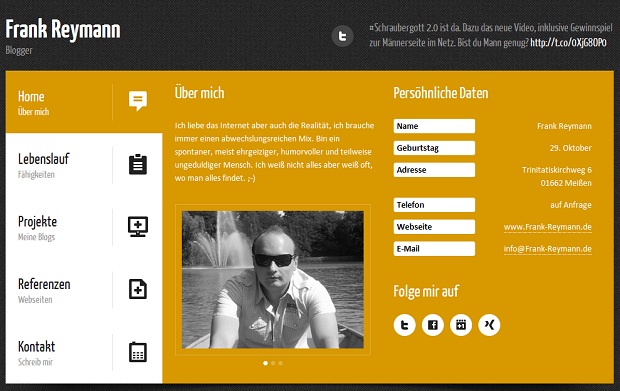 Frank Reymann
Blogger
#Schraubergott 2.0 ist da. Dazu das neue Video, inklusive Gewinnspiel
zur Männerseite im Netz. Bist du Mann genug? http://t.co/0XjG8OP0
Home
Über mich
Lebenslauf
Fähigkeiten
Projekte
Meine Blogs
Referenzen
Webseiten
Kontakt
Schreib mir
Über mich
Ich liebe das Internet aber auch die Realität, ich brauche
immer einen abwechslungsreichen Mix. Bin ein
spontaner, meist ehrgeiziger, humorvoller und teilweise
ungeduldiger Mensch. Ich weiß nicht alles aber weiß oft,
wo man alles findet. ;-)
Persöhnliche Daten
Name Frank Reymann
Geburtstag 29. Oktober
Adresse Trinitatiskirchweg 6
01662 Meißen
Telefon auf Anfrage
Webseite www.Frank-Reymann.de
E-Mail info@Frank-Reymann.de
Folge mir auf